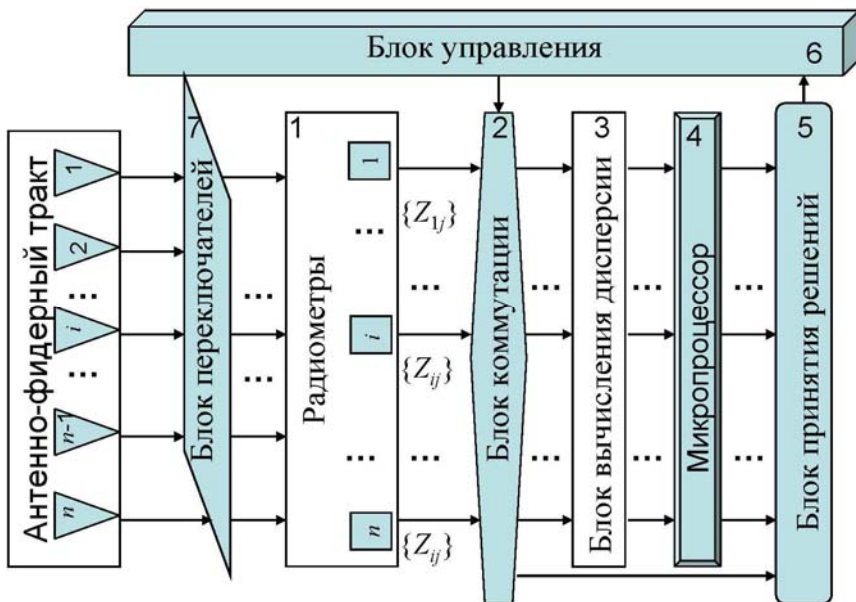 Блок управления
6
Антенно-фидерный тракт
1
2
...
i
...
n-1
n
7
Блок переключателей
...
...
1
Радиометры
1
...
i
...
n
{Z1j}
...
{Zij}
...
{Zij}
2
Блок коммутации
...
...
3
Блок вычисления дисперсии
...
...
4
Микропроцессор
...
...
5
Блок принятия решений